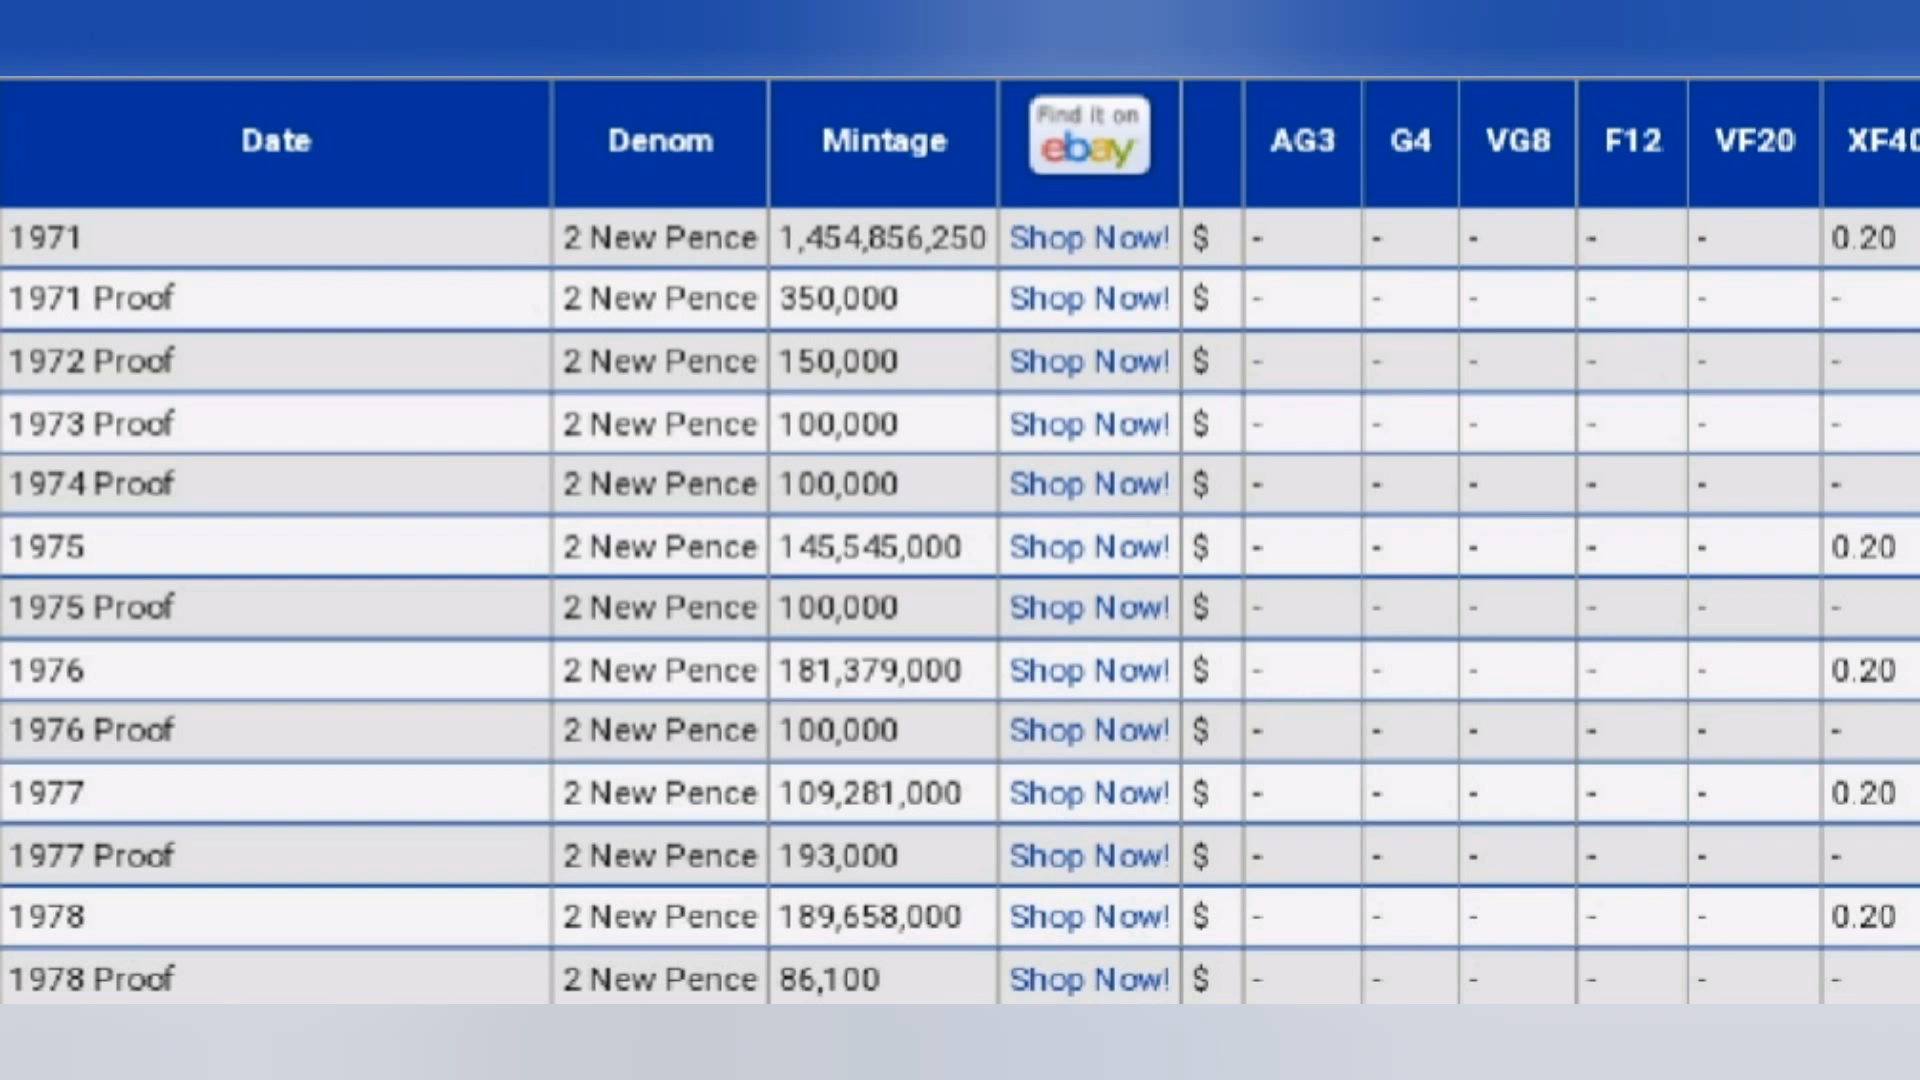 Date Denom Mintage Find it on ebay AG3 G4 VG8 F12 VF20 XF40
1971 2 New Pence 1,454,856,250 Shop Now! $ - - - - - 0.20
1971 Proof 2 New Pence 350,000 Shop Now! $ - - - - - -
1972 Proof 2 New Pence 150,000 Shop Now! $ - - - - - -
1973 Proof 2 New Pence 100,000 Shop Now! $ - - - - - -
1974 Proof 2 New Pence 100,000 Shop Now! $ - - - - - -
1975 2 New Pence 145,545,000 Shop Now! $ - - - - - 0.20
1975 Proof 2 New Pence 100,000 Shop Now! $ - - - - - -
1976 2 New Pence 181,379,000 Shop Now! $ - - - - - 0.20
1976 Proof 2 New Pence 100,000 Shop Now! $ - - - - - -
1977 2 New Pence 109,281,000 Shop Now! $ - - - - - 0.20
1977 Proof 2 New Pence 193,000 Shop Now! $ - - - - - -
1978 2 New Pence 189,658,000 Shop Now! $ - - - - - 0.20
1978 Proof 2 New Pence 86,100 Shop Now! $ - - - - - -